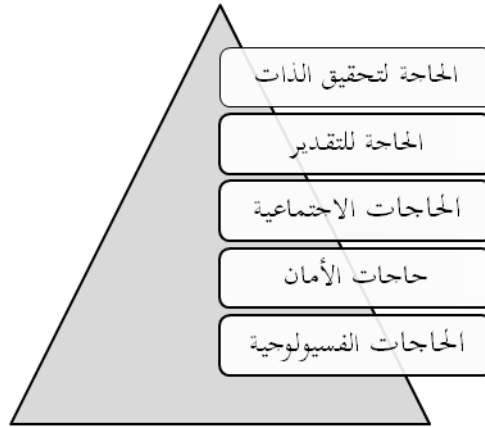 الحاجة لتحقيق الذات
الحاجة للتقدير
الحاجات الاجتماعية
حاجات الأمان
الحاجات الفسيولوجية